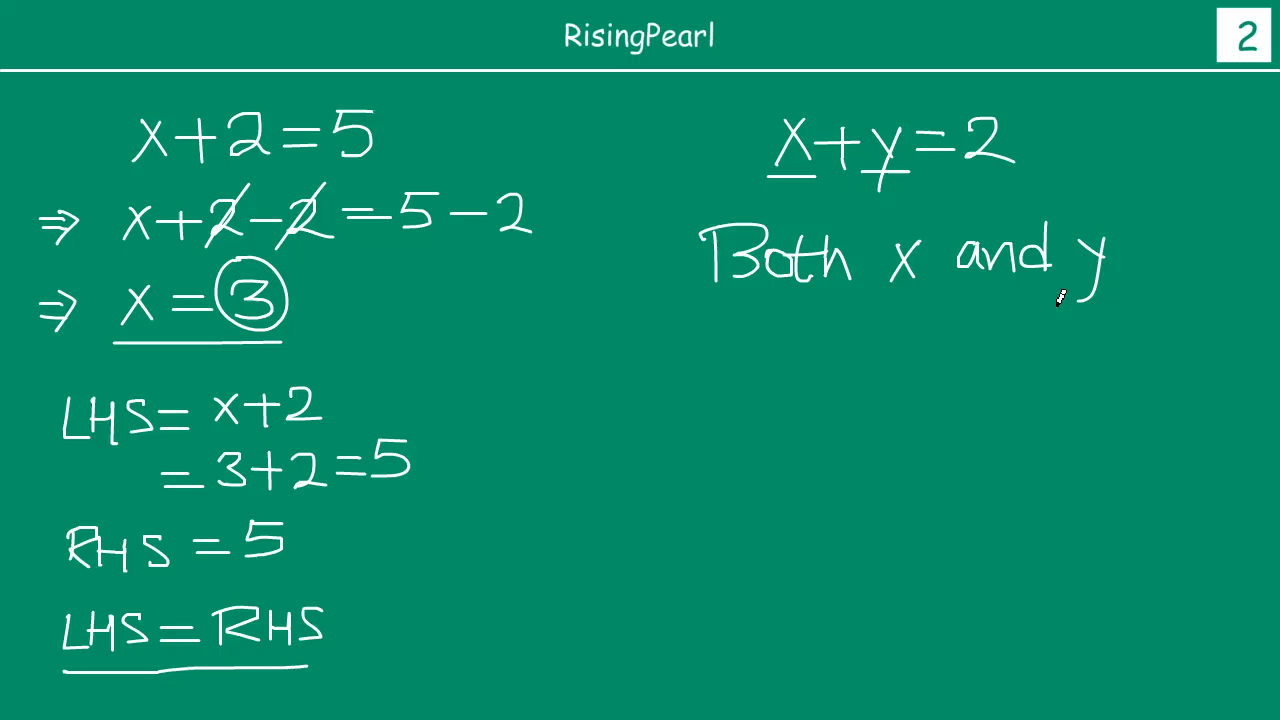 RisingPearl
2
x+2=5
⇒ x+2-2=5-2
⇒ x=3
LHS=x+2
=3+2=5
RHS=5
LHS=RHS
x+y=2
Both x and y